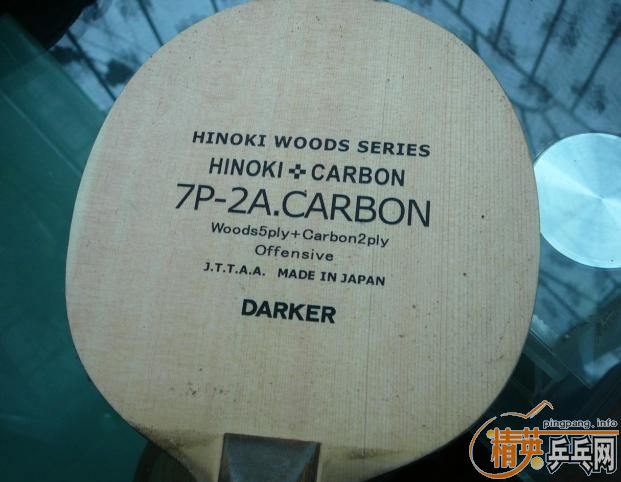 HINOKI WOODS SERIES
HINOKI✣CARBON
7P-2A.CARBON
Woods5ply+Carbon2ply
Offensive
J.T.T.A.A. MADE IN JAPAN
DARKER
pingpang.info
精英乒乓网